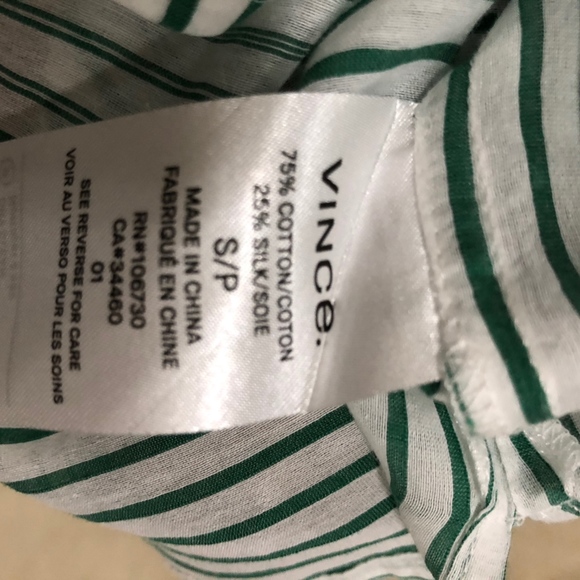 VINCe.
75% COTTON/COTON
25% SILK/SOIE
S/P
MADE IN CHINA
FABRIQUÉ EN CHINE
RN#106730
CA#34460
01
SEE REVERSE FOR CARE
VOIR AU VERSO POUR LES SOINS